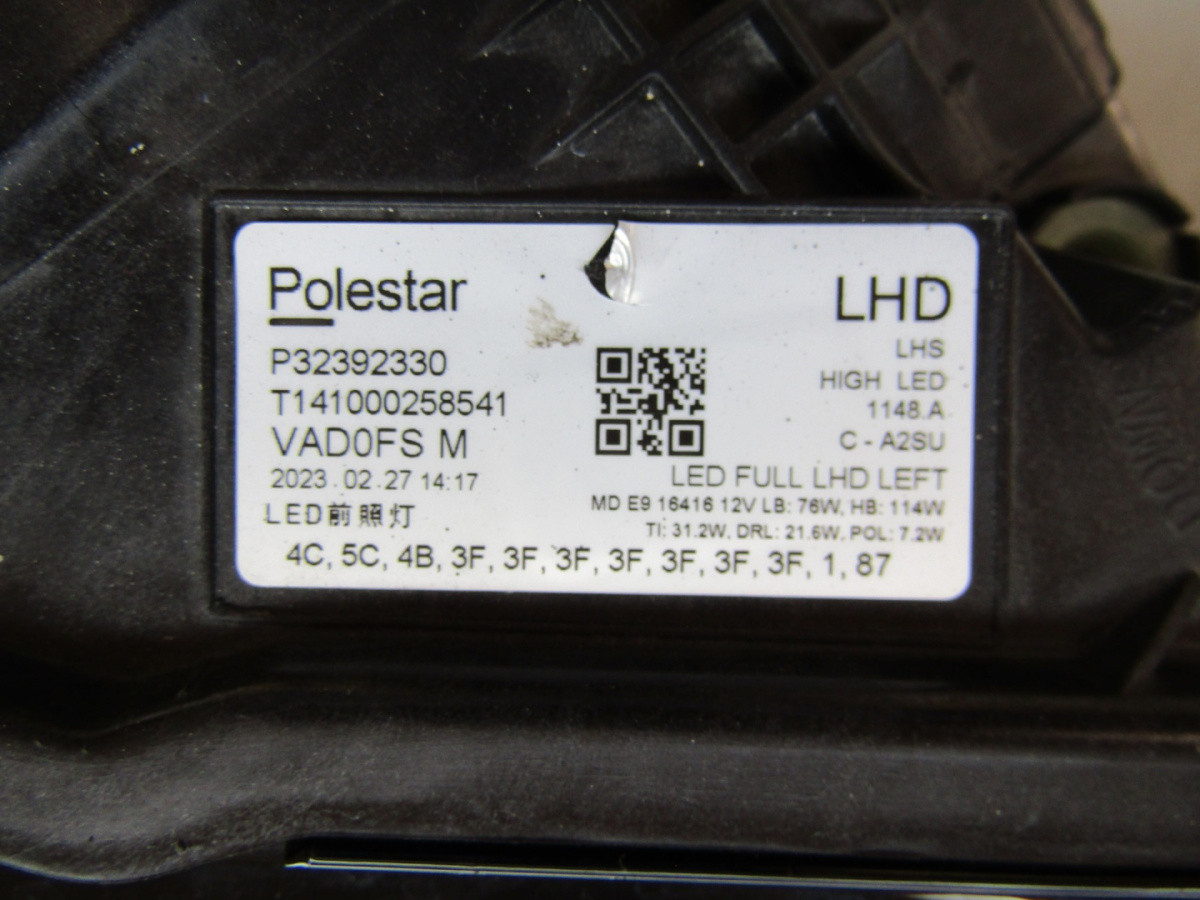 Polestar
P32392330
T141000258541
VAD0FS M
2023.02.27 14:17
LED前照灯
LHD
LHS
HIGH LED
1148.A
C - A2SU
LED FULL LHD LEFT
MD E9 16416 12V LB: 76W, HB: 114W
TI: 31.2W, DRL: 21.6W, POL: 7.2W
4C, 5C, 4B, 3F, 3F, 3F, 3F, 3F, 3F, 3F, 1, 87